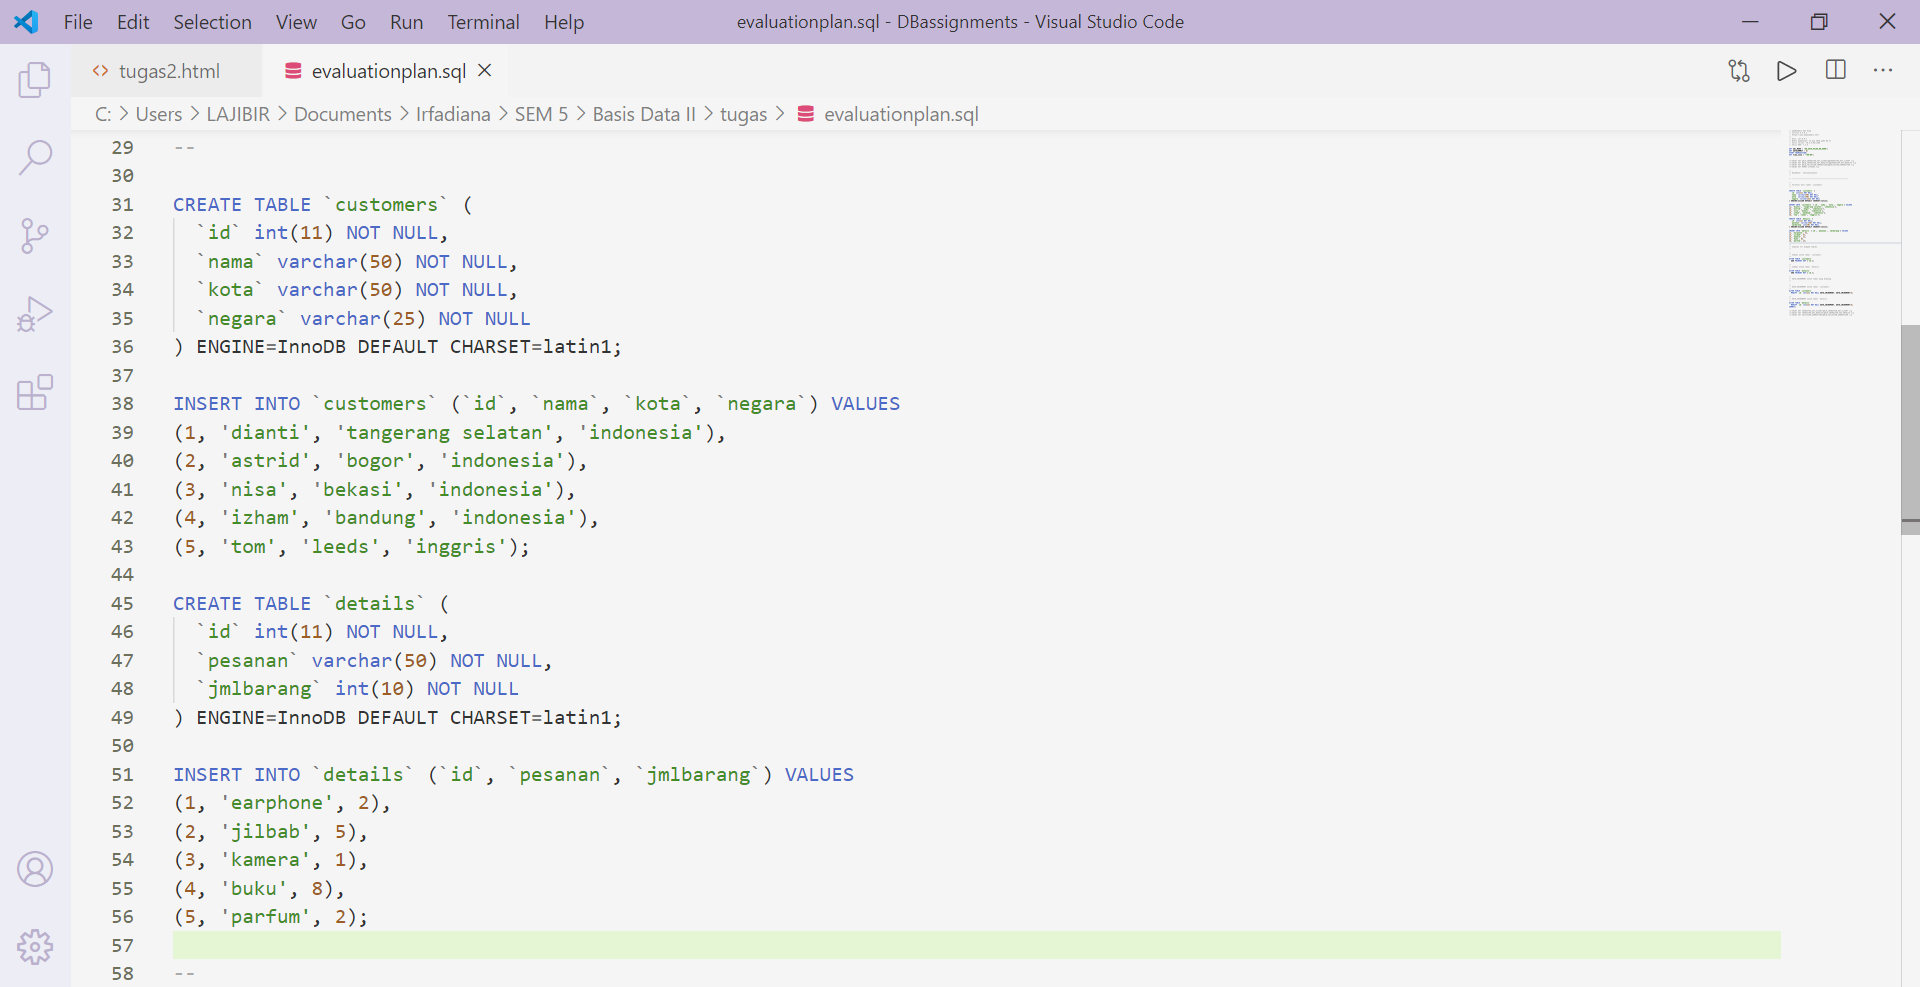 File Edit Selection View Go Run Terminal Help evaluationplan.sql - DBassignments - Visual Studio Code
tugas2.html evaluationplan.sql
C: > Users > LAJIBIR > Documents > Irfadiana > SEM 5 > Basis Data II > tugas > evaluationplan.sql
29 --
30
31 CREATE TABLE `customers` (
32 `id` int(11) NOT NULL,
33 `nama` varchar(50) NOT NULL,
34 `kota` varchar(50) NOT NULL,
35 `negara` varchar(25) NOT NULL
36 ) ENGINE=InnoDB DEFAULT CHARSET=latin1;
37
38 INSERT INTO `customers` (`id`, `nama`, `kota`, `negara`) VALUES
39 (1, 'dianti', 'tangerang selatan', 'indonesia'),
40 (2, 'astrid', 'bogor', 'indonesia'),
41 (3, 'nisa', 'bekasi', 'indonesia'),
42 (4, 'izham', 'bandung', 'indonesia'),
43 (5, 'tom', 'leeds', 'inggris');
44
45 CREATE TABLE `details` (
46 `id` int(11) NOT NULL,
47 `pesanan` varchar(50) NOT NULL,
48 `jmlbarang` int(10) NOT NULL
49 ) ENGINE=InnoDB DEFAULT CHARSET=latin1;
50
51 INSERT INTO `details` (`id`, `pesanan`, `jmlbarang`) VALUES
52 (1, 'earphone', 2),
53 (2, 'jilbab', 5),
54 (3, 'kamera', 1),
55 (4, 'buku', 8),
56 (5, 'parfum', 2);
57
58 --